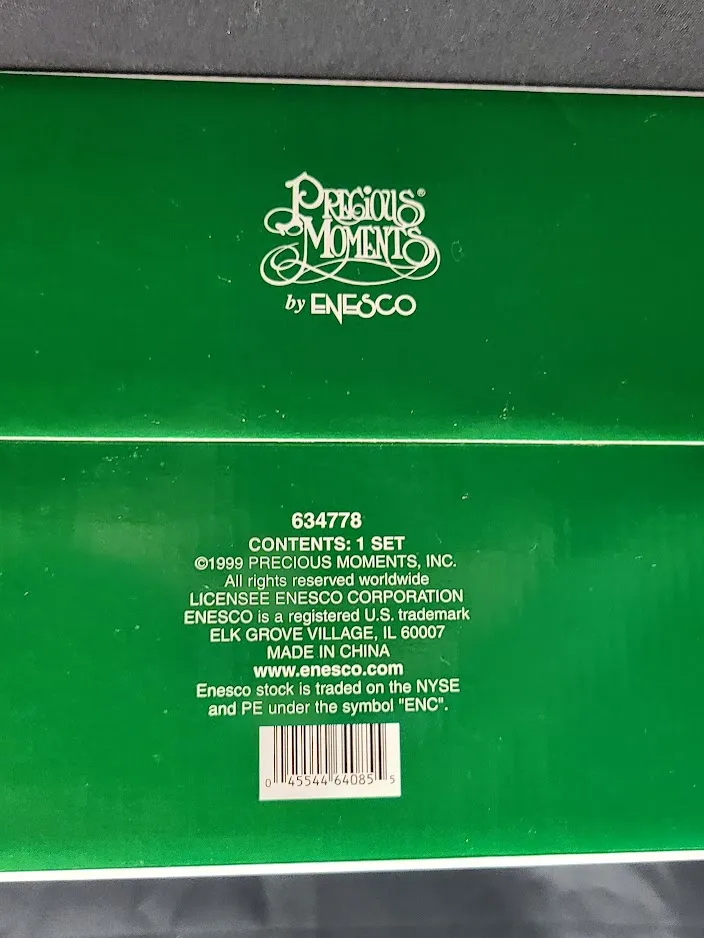 PRECIOUS®
MOMENTS
by ENESCO
634778
CONTENTS: 1 SET
©1999 PRECIOUS MOMENTS, INC.
All rights reserved worldwide
LICENSEE ENESCO CORPORATION
ENESCO is a registered U.S. trademark
ELK GROVE VILLAGE, IL 60007
MADE IN CHINA
www.enesco.com
Enesco stock is traded on the NYSE
and PE under the symbol "ENC".
0 45544 64085 5